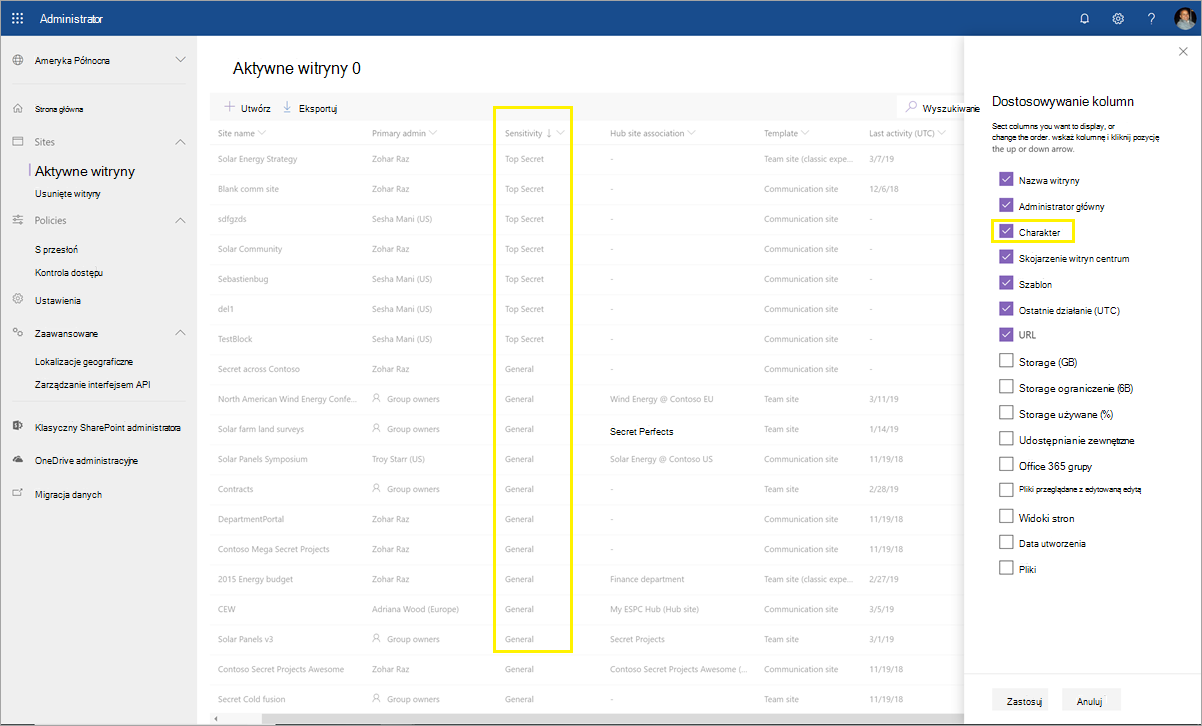 Administrator
?
Ameryka Północna
Strona główna
Sites
Aktywne witryny
Usunięte witryny
Policies
S przesłoń
Kontrola dostępu
Ustawienia
Zaawansowane
Lokalizacje geograficzne
Zarządzanie interfejsem API
Klasyczny SharePoint administratora
OneDrive administracyjne
Migracja danych
Aktywne witryny 0
Utwórz Eksportuj Wyszukiwanie
Site name Primary admin Sensitivity ↓ Hub site association Template Last activity (UTC)
Solar Energy Strategy Zohar Raz Top Secret - Team site (classic expe... 3/7/19
Blank comm site Zohar Raz Top Secret - Communication site 12/6/18
sdfgzds Sesha Mani (US) Top Secret - Communication site -
Solar Community Zohar Raz Top Secret - Communication site -
Sebastienbug Sesha Mani (US) Top Secret - Communication site -
del1 Sesha Mani (US) Top Secret - Communication site -
TestBlock Sesha Mani (US) Top Secret - Communication site -
Secret across Contoso Zohar Raz General - Communication site -
North American Wind Energy Confe... Group owners General Wind Energy @ Contoso EU Team site 3/11/19
Solar farm land surveys Group owners General Secret Perfects Team site 1/14/19
Solar Panels Symposium Troy Starr (US) General Solar Energy @ Contoso US Communication site 11/19/18
Contracts Group owners General - Team site 2/28/19
DepartmentPortal Zohar Raz General - Communication site 11/19/18
Contoso Mega Secret Projects Zohar Raz General - Communication site 11/19/18
2015 Energy budget Zohar Raz General Finance department Team site (classic expe... 2/27/19
CEW Adriana Wood (Europe) General My ESPC Hub (Hub site) Communication site 3/5/19
Solar Panels v3 Group owners General Secret Projects Team site 3/1/19
Contoso Secret Projects Awesome Zohar Raz General Contoso Secret Projects Awesome (... Communication site 11/19/18
Secret Cold fusion Group owners General - Team site 11/19/18
Dostosowywanie kolumn
Sect columns you want to display, or
change the order. wskaż kolumnę i kliknij pozycję
the up or down arrow.
Nazwa witryny
Administrator główny
Charakter
Skojarzenie witryn centrum
Szablon
Ostatnie działanie (UTC)
URL
Storage (GB)
Storage ograniczenie (6B)
Storage używane (%)
Udostępnianie zewnętrzne
Office 365 grupy
Pliki przeglądane z edytowaną edytą
Widoki stron
Data utworzenia
Pliki
Zastosuj Anuluj